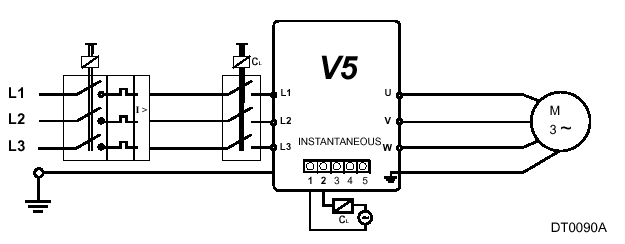 V5
CL
L1
L2
L3
I >
L1
L2
L3
U
V
W
M
3 ~
INSTANTANEOUS
1 2 3 4 5
CL
DT0090A